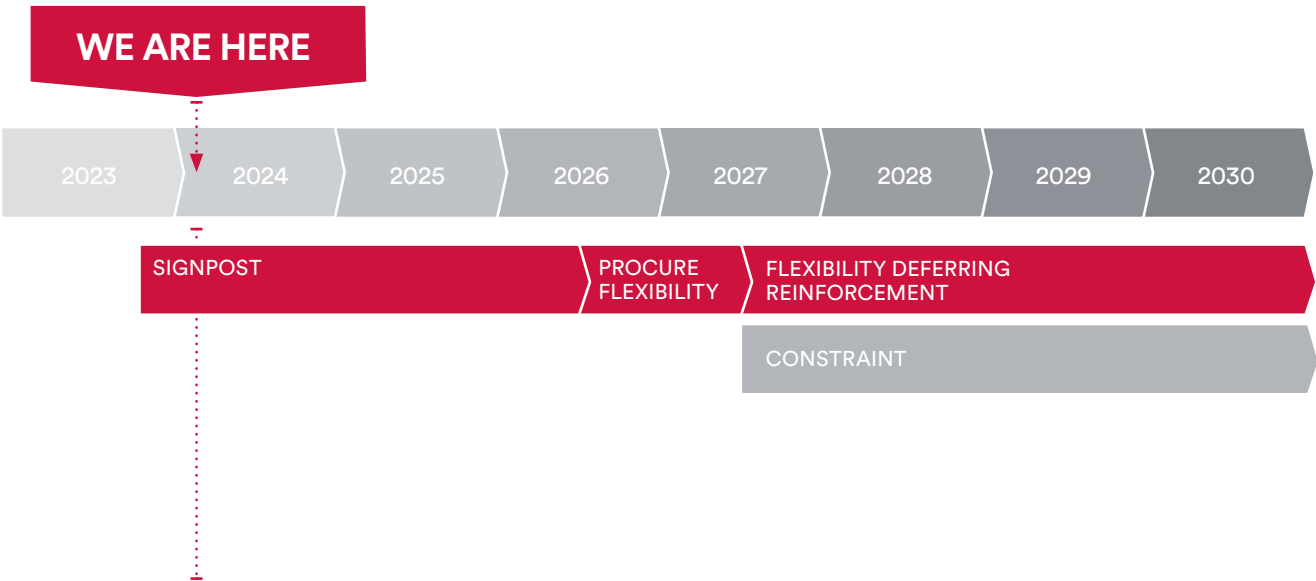 WE ARE HERE
2023 2024 2025 2026 2027 2028 2029 2030
SIGNPOST
PROCURE
FLEXIBILITY
FLEXIBILITY DEFERRING
REINFORCEMENT
CONSTRAINT